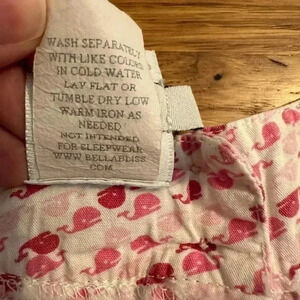 WASH SEPARATELY
WITH LIKE COLORS
IN COLD WATER
LAY FLAT OR
TUMBLE DRY LOW
WARM IRON AS
NEEDED
NOT INTENDED
FOR SLEEPWEAR
WWW.BELLABLISS.
COM